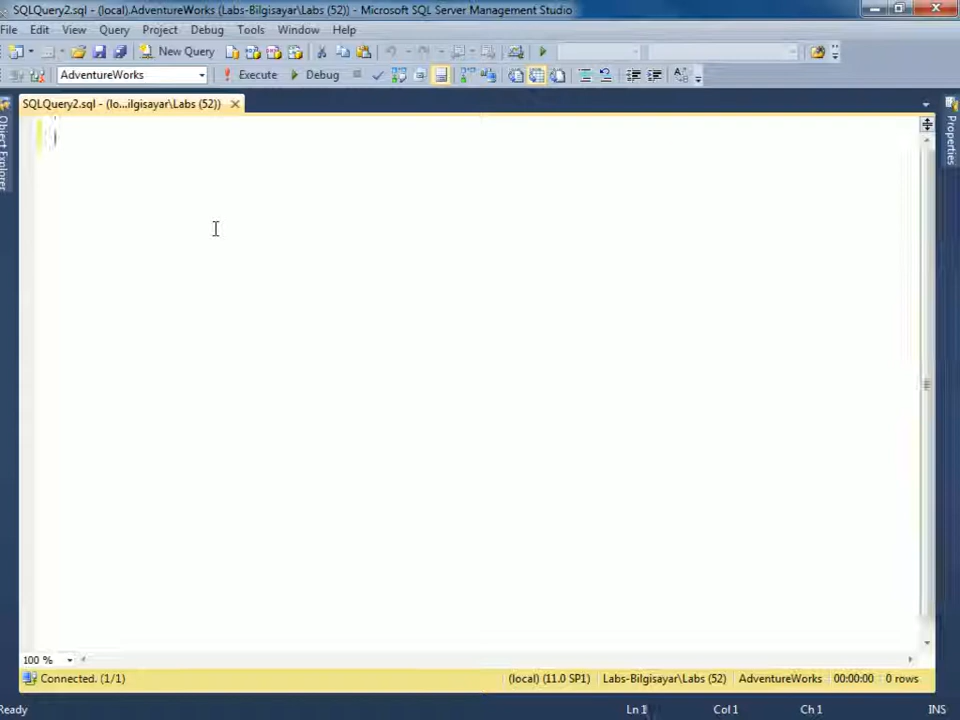 SQLQuery2.sql - (local).AdventureWorks (Labs-Bilgisayar\Labs (52)) - Microsoft SQL Server Management Studio
File Edit View Query Project Debug Tools Window Help
New Query
AdventureWorks Execute Debug
SQLQuery2.sql - (lo...ilgisayar\Labs (52))
Object Explorer
Properties
100 %
Connected. (1/1) (local) (11.0 SP1) Labs-Bilgisayar\Labs (52) AdventureWorks 00:00:00 0 rows
Ready Ln 1 Col 1 Ch 1 INS